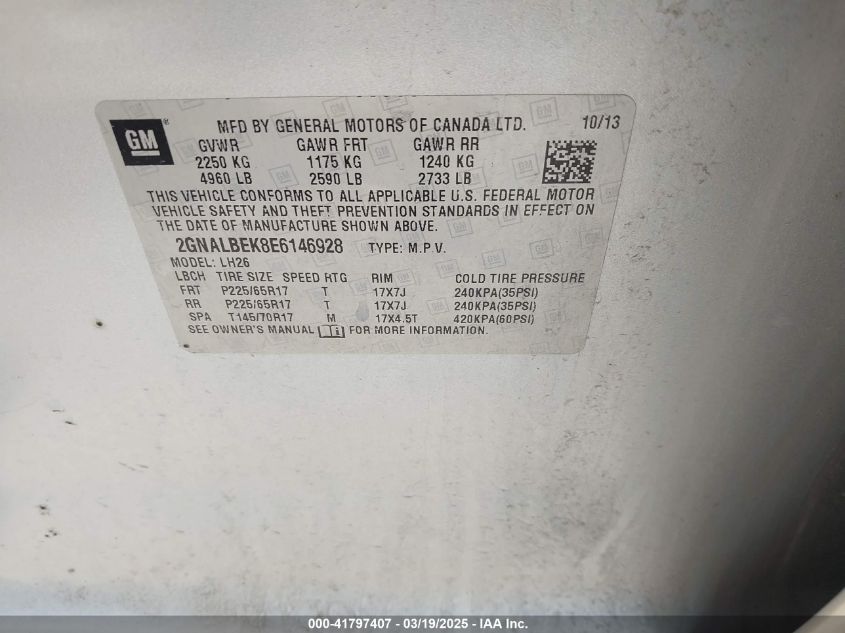 GM ® MFD BY GENERAL MOTORS OF CANADA LTD. 10/13
GVWR GAWR FRT GAWR RR
2250 KG 1175 KG 1240 KG
4960 LB 2590 LB 2733 LB
THIS VEHICLE CONFORMS TO ALL APPLICABLE U.S. FEDERAL MOTOR
VEHICLE SAFETY AND THEFT PREVENTION STANDARDS IN EFFECT ON
THE DATE OF MANUFACTURE SHOWN ABOVE.
2GNALBEK8E6146928 TYPE: M.P.V.
MODEL: LH26
LBCH TIRE SIZE SPEED RTG RIM COLD TIRE PRESSURE
FRT P225/65R17 T 17X7J 240KPA(35PSI)
RR P225/65R17 T 17X7J 240KPA(35PSI)
SPA T145/70R17 M 17X4.5T 420KPA(60PSI)
SEE OWNER'S MANUAL FOR MORE INFORMATION.
000-41797407 — 03/19/2025 — IAA Inc.